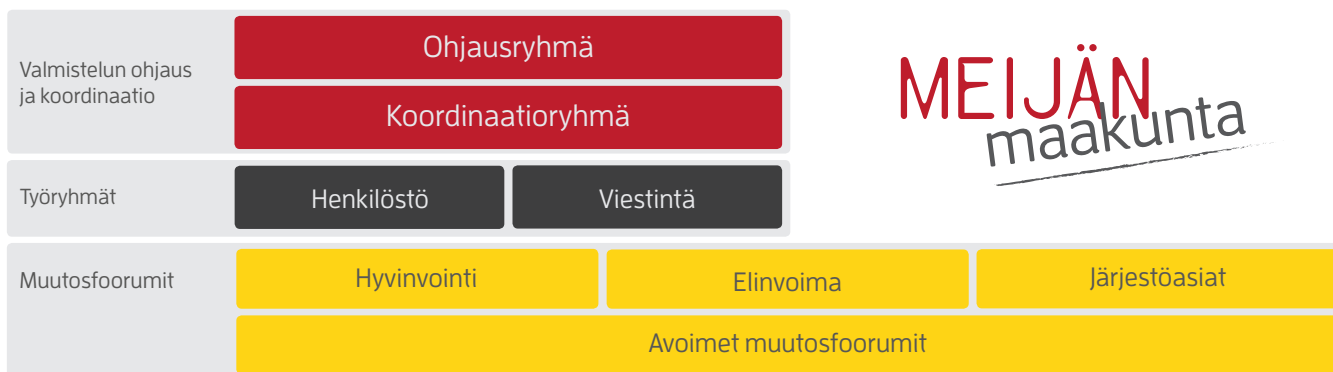 Valmistelun ohjaus
ja koordinaatio
Ohjausryhmä
Koordinaatioryhmä
MEIJÄN
maakunta
Työryhmät
Henkilöstö
Viestintä
Muutosfoorumit
Hyvinvointi
Elinvoima
Järjestöasiat
Avoimet muutosfoorumit